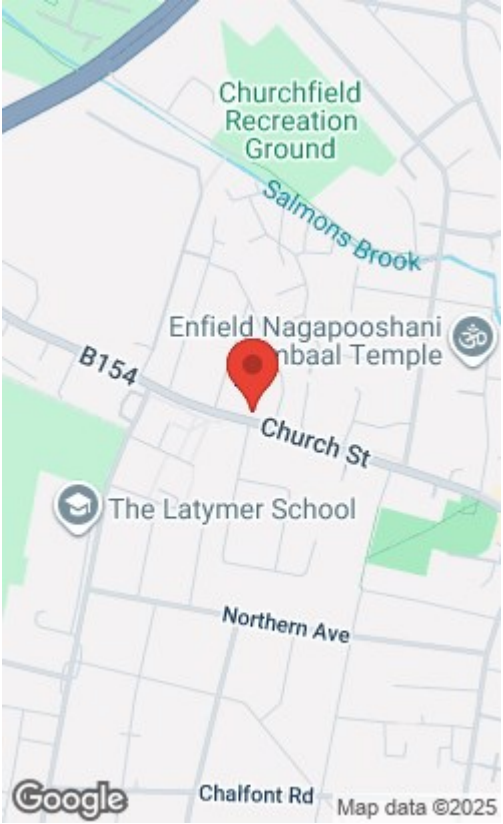 Churchfield
Recreation
Ground
Salmons Brook
Enfield Nagapooshani
mbaal Temple
B154
Church St
The Latymer School
Northern Ave
Chalfont Rd
Google
Map data ©2025